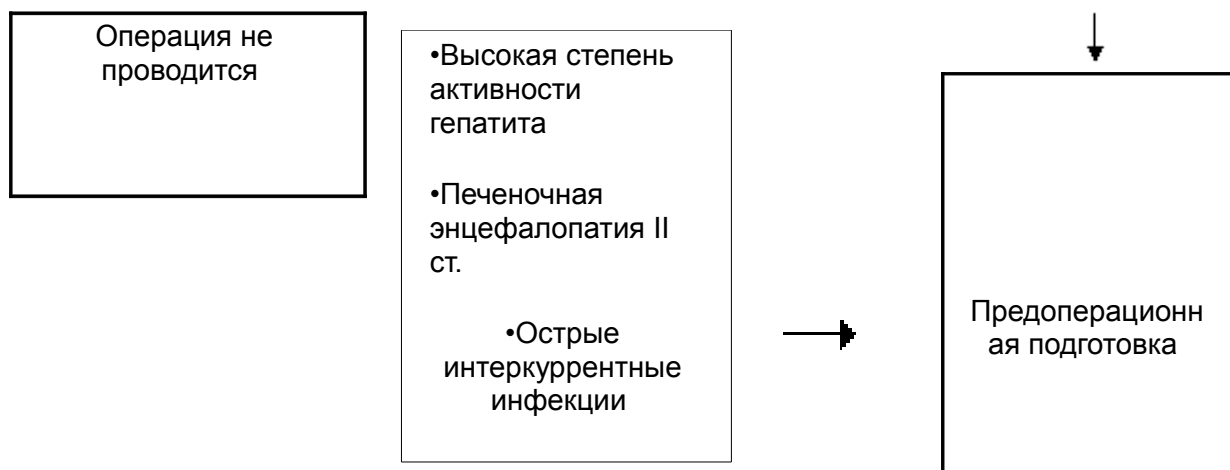 Операция не
проводится
•Высокая степень
активности
гепатита
•Печеночная
энцефалопатия II
ст.
•Острые
интеркуррентные
инфекции
Предоперационн
ая подготовка